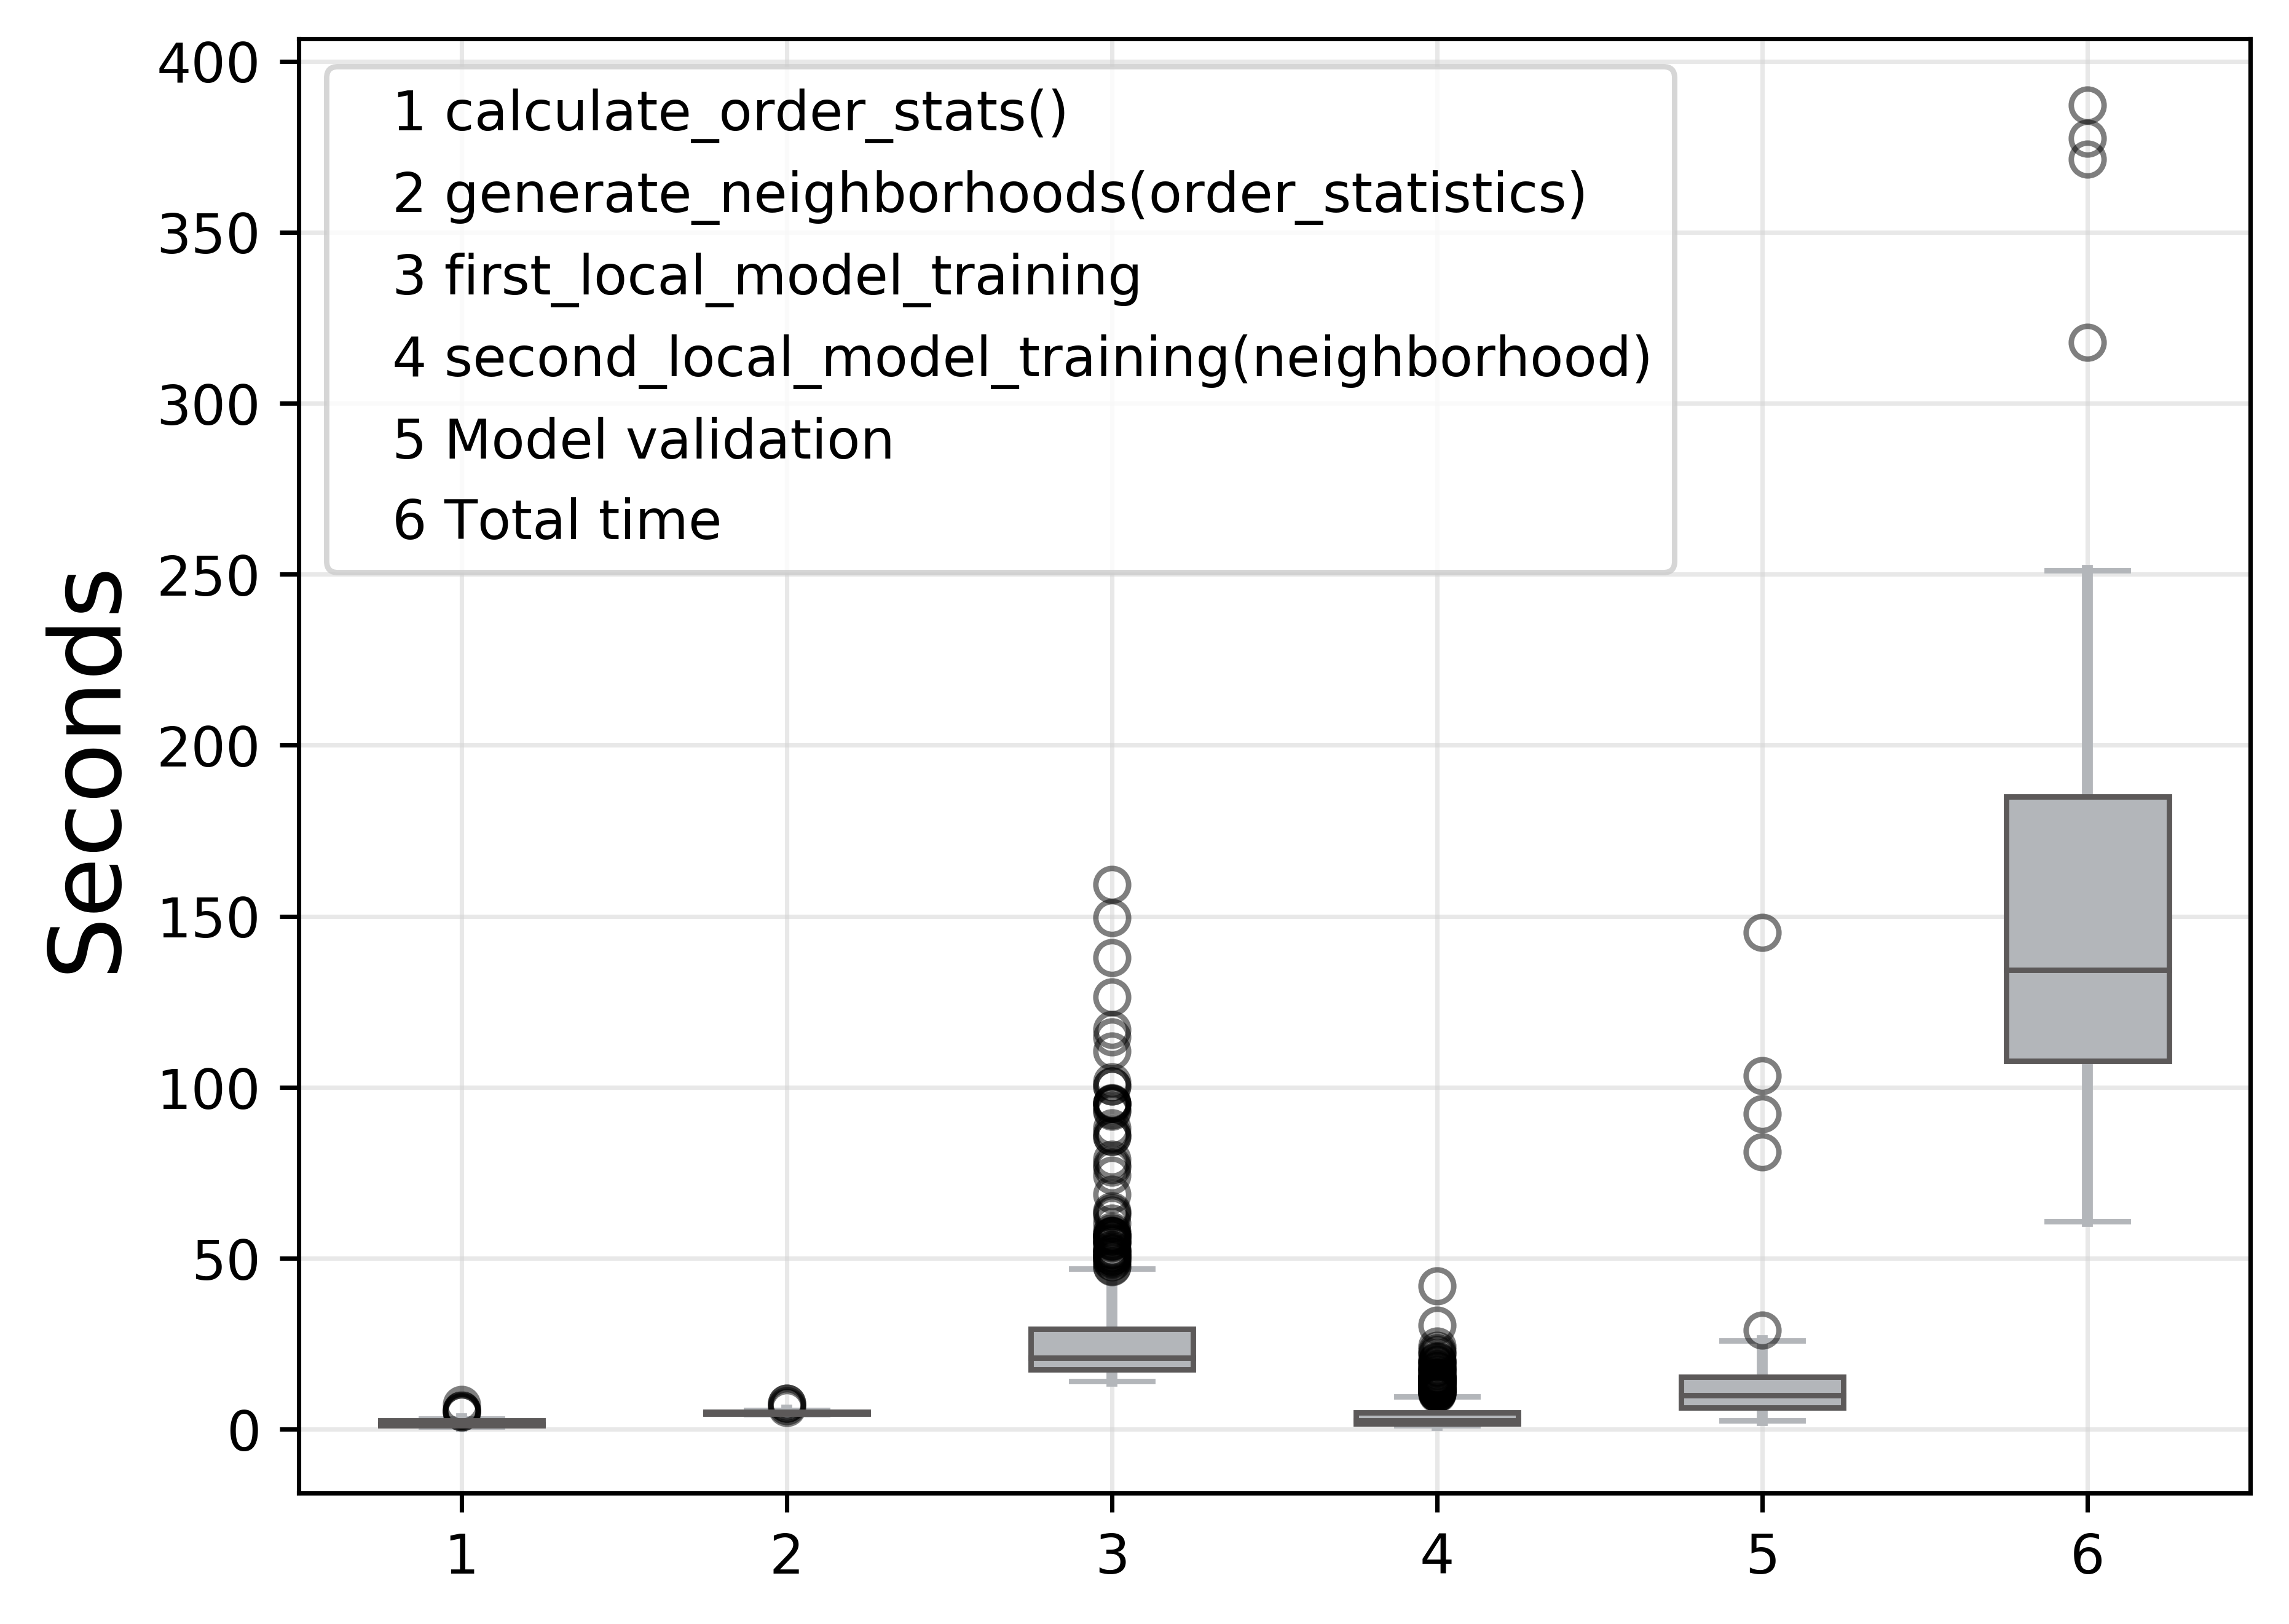 400
350
300
250
200
150
100
50
0
Seconds
1 calculate_order_stats()
2 generate_neighborhoods(order_statistics)
3 first_local_model_training
4 second_local_model_training(neighborhood)
5 Model validation
6 Total time
1 2 3 4 5 6